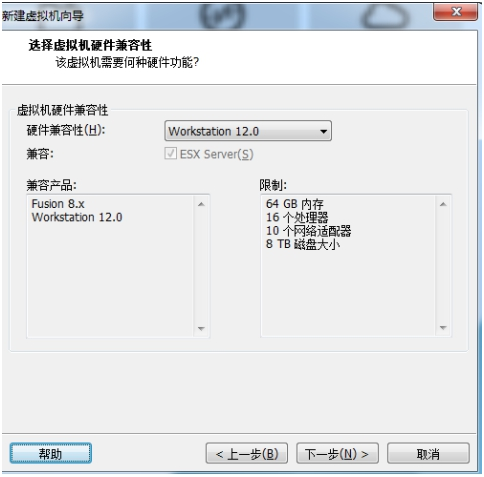 新建虚拟机向导
选择虚拟机硬件兼容性
该虚拟机需要何种硬件功能?
虚拟机硬件兼容性
硬件兼容性(H):
Workstation 12.0
兼容:
ESX Server(S)
兼容产品:
Fusion 8.x
Workstation 12.0
限制:
64 GB 内存
16 个处理器
10 个网络适配器
8 TB 磁盘大小
帮助
< 上一步(B)
下一步(N) >
取消